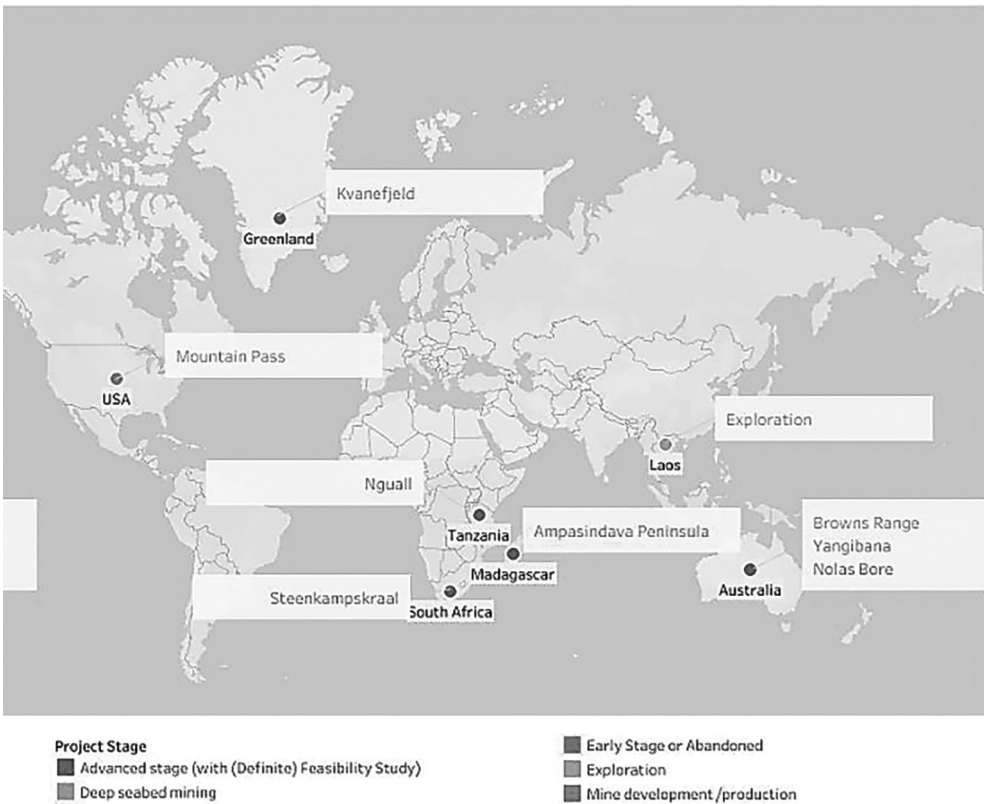 Kvanefjeld
Greenland
Mountain Pass
USA
Exploration
Laos
Nguall
Tanzania
Ampasindava Peninsula
Madagascar
Browns Range
Yangibana
Nolas Bore
Australia
Steenkampskraal
South Africa
Project Stage
Advanced stage (with (Definite) Feasibility Study)
Deep seabed mining
Early Stage or Abandoned
Exploration
Mine development/production